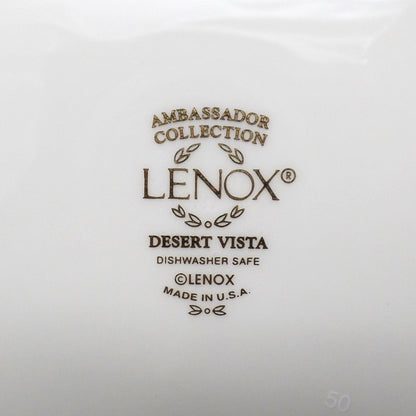 AMBASSADOR
COLLECTION
LENOX®
DESERT VISTA
DISHWASHER SAFE
©LENOX
MADE IN U.S.A.
50